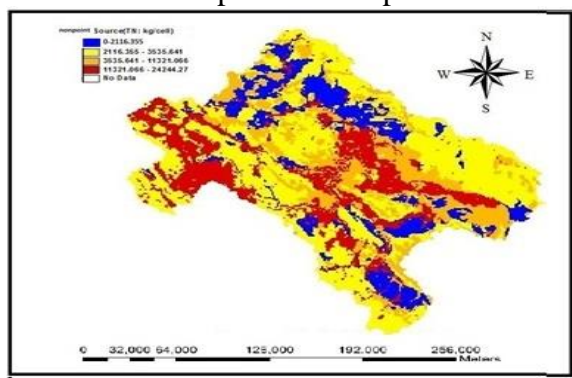 nonpoint Source(TN: kg/cell)
0-2116.355
2116.355 - 3535.641
3535.641 - 11321.066
11321.066 - 24244.27
No Data
N
W E
S
0 32,000 64,000 128,000 192,000 256,000
Meters